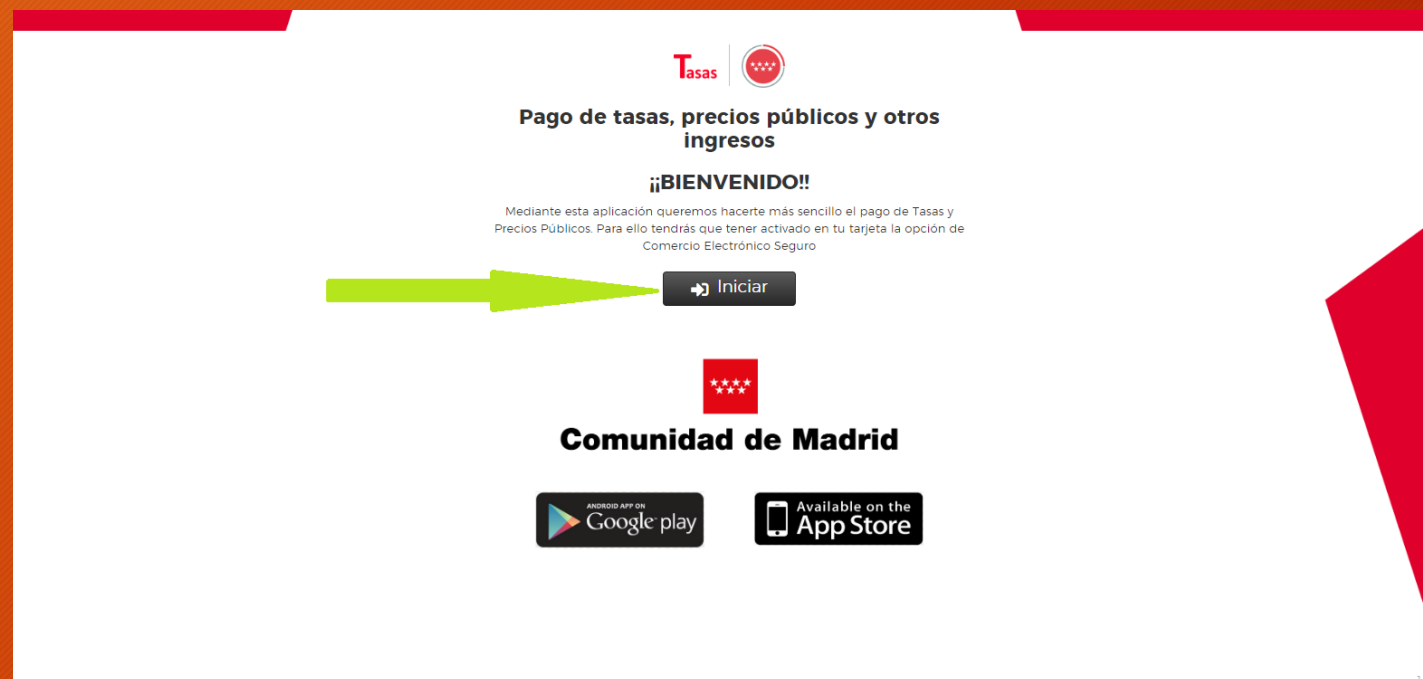 Tasas
Pago de tasas, precios públicos y otros
ingresos
¡¡BIENVENIDO!!
Mediante esta aplicación queremos hacerte más sencillo el pago de Tasas y
Precios Públicos. Para ello tendrás que tener activado en tu tarjeta la opción de
Comercio Electrónico Seguro
Iniciar
Comunidad de Madrid
ANDROID APP ON
Google play
Available on the
App Store